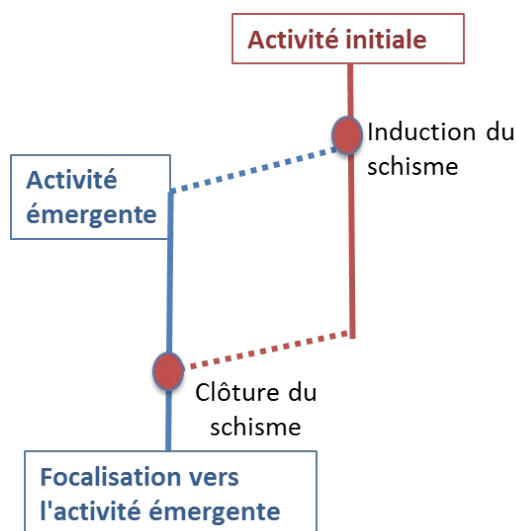 Activité initiale
Induction du
schisme
Activité
émergente
Clôture du
schisme
Focalisation vers
l'activité émergente